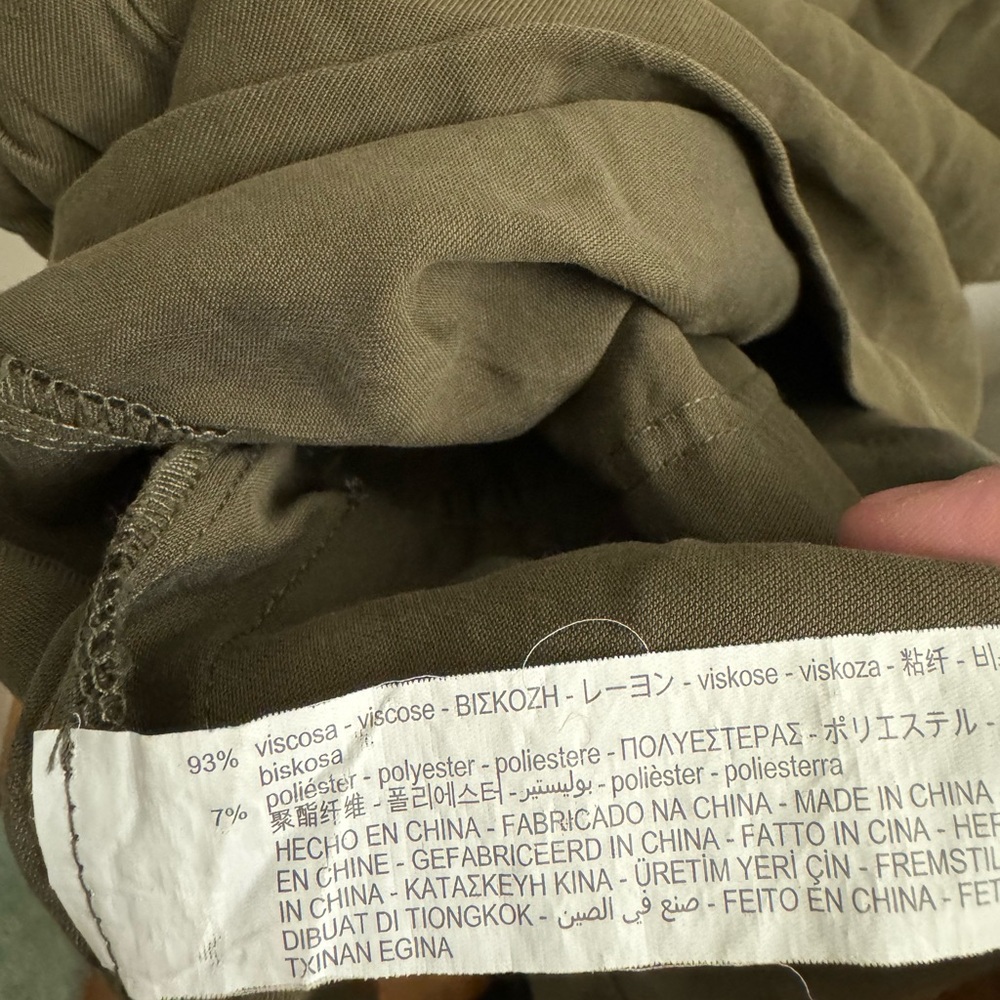 93% viscosa - viscose - ΒΙΣΚΟΖΗ - レーヨン - viskose - viskoza - 粘纤 -
biskosa
7% poliéster - polyester - poliestere - ΠΟΛΥΕΣΤΕΡΑΣ - ポリエステル -
聚酯纤维 - 폴리에스터 - بوليستير - polièster - poliesterra
HECHO EN CHINA - FABRICADO NA CHINA - MADE IN CHINA
EN CHINE - GEFABRICEERD IN CHINA - FATTO IN CINA -
IN CHINA - ΚΑΤΑΣΚΕΥΗ ΚΙΝΑ - ÜRETİM YERİ ÇİN -
DIBUAT DI TIONGKOK - صنع في الصين - FEITO EN CHINA -
TXINAN EGINA